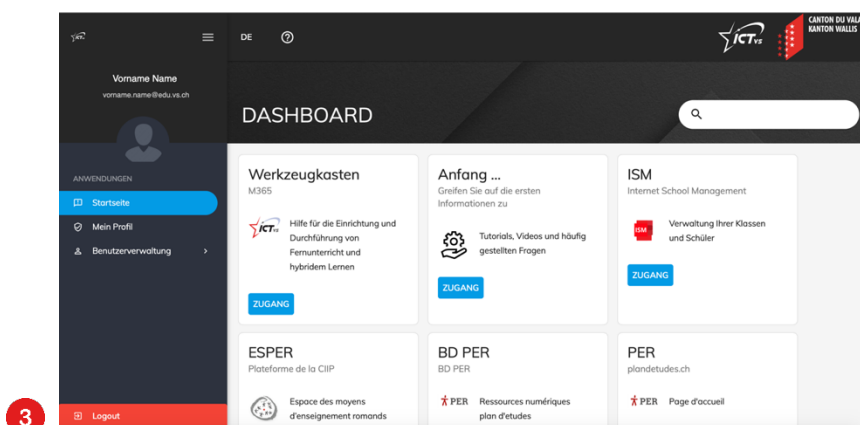 ICTvs
DE
ICTvs
CANTON DU VALA
KANTON WALLIS
Vorname Name
vorname.name@edu.vs.ch
DASHBOARD
ANWENDUNGEN
Startseite
Mein Profil
Benutzerverwaltung
Logout
3
Werkzeugkasten
M365
ICTvs
Hilfe für die Einrichtung und
Durchführung von
Fernunterricht und
hybridem Lernen
ZUGANG
Anfang ...
Greifen Sie auf die ersten
Informationen zu
Tutorials, Videos und häufig
gestellten Fragen
ZUGANG
ISM
Internet School Management
ISM
Verwaltung Ihrer Klassen
und Schüler
ZUGANG
ESPER
Plateforme de la CIIP
Espace des moyens
d'enseignement romands
BD PER
BD PER
PER
Ressources numériques
plan d'etudes
PER
plandetudes.ch
PER
Page d'accueil